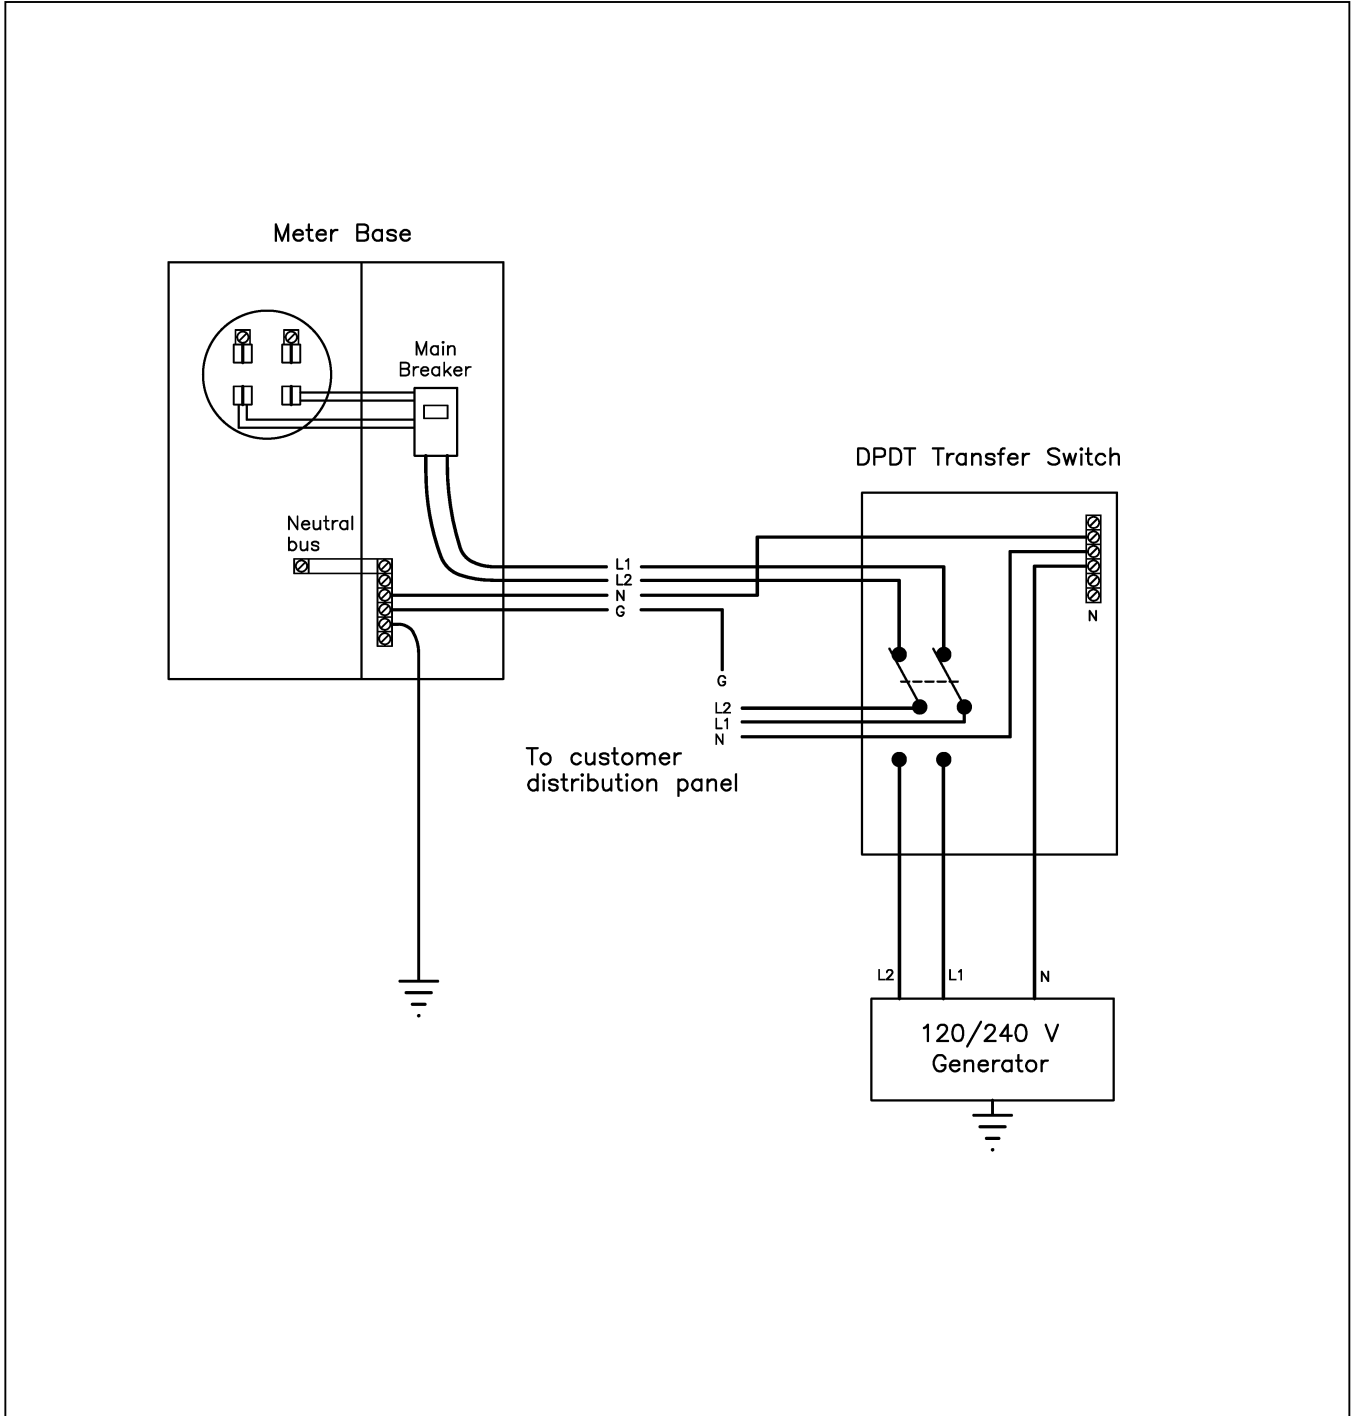 Meter Base
Main
Breaker
DPDT Transfer Switch
Neutral
bus
L1
L2
N
G
N
G
L2
L1
N
To customer
distribution panel
L2
L1
N
120/240 V
Generator